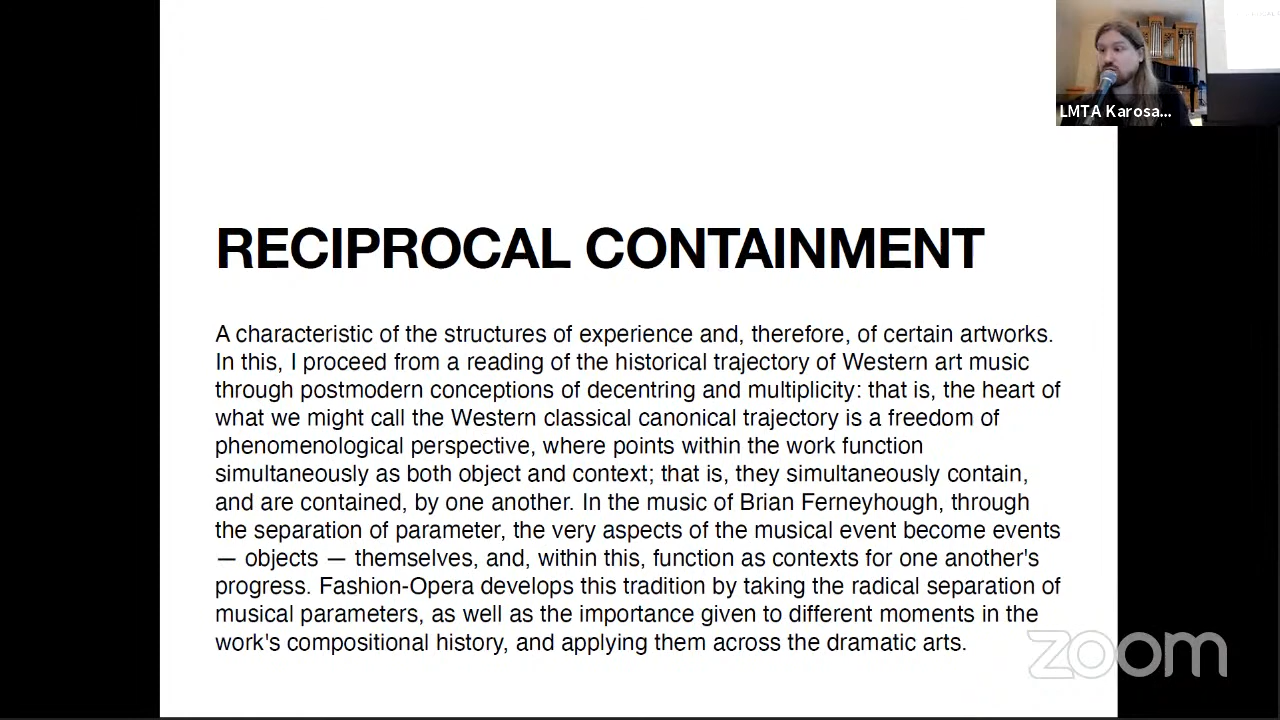 LMTA Karosa...
RECIPROCAL CONTAINMENT
A characteristic of the structures of experience and, therefore, of certain artworks.
In this, I proceed from a reading of the historical trajectory of Western art music
through postmodern conceptions of decentring and multiplicity: that is, the heart of
what we might call the Western classical canonical trajectory is a freedom of
phenomenological perspective, where points within the work function
simultaneously as both object and context; that is, they simultaneously contain,
and are contained, by one another. In the music of Brian Ferneyhough, through
the separation of parameter, the very aspects of the musical event become events
— objects — themselves, and, within this, function as contexts for one another's
progress. Fashion-Opera develops this tradition by taking the radical separation of
musical parameters, as well as the importance given to different moments in the
work's compositional history, and applying them across the dramatic arts.
zoom